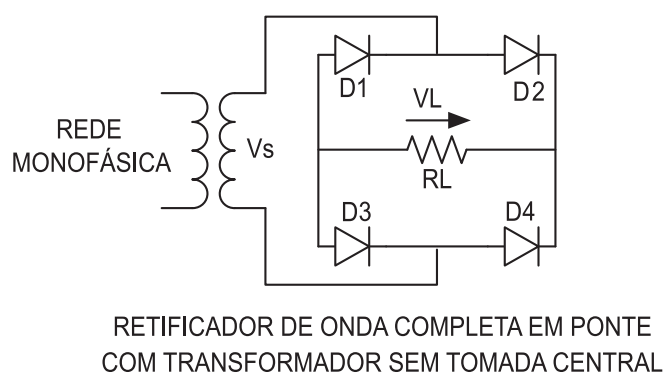 D1
D2
VL
REDE
MONOFÁSICA
Vs
RL
D3
D4
RETIFICADOR DE ONDA COMPLETA EM PONTE
COM TRANSFORMADOR SEM TOMADA CENTRAL